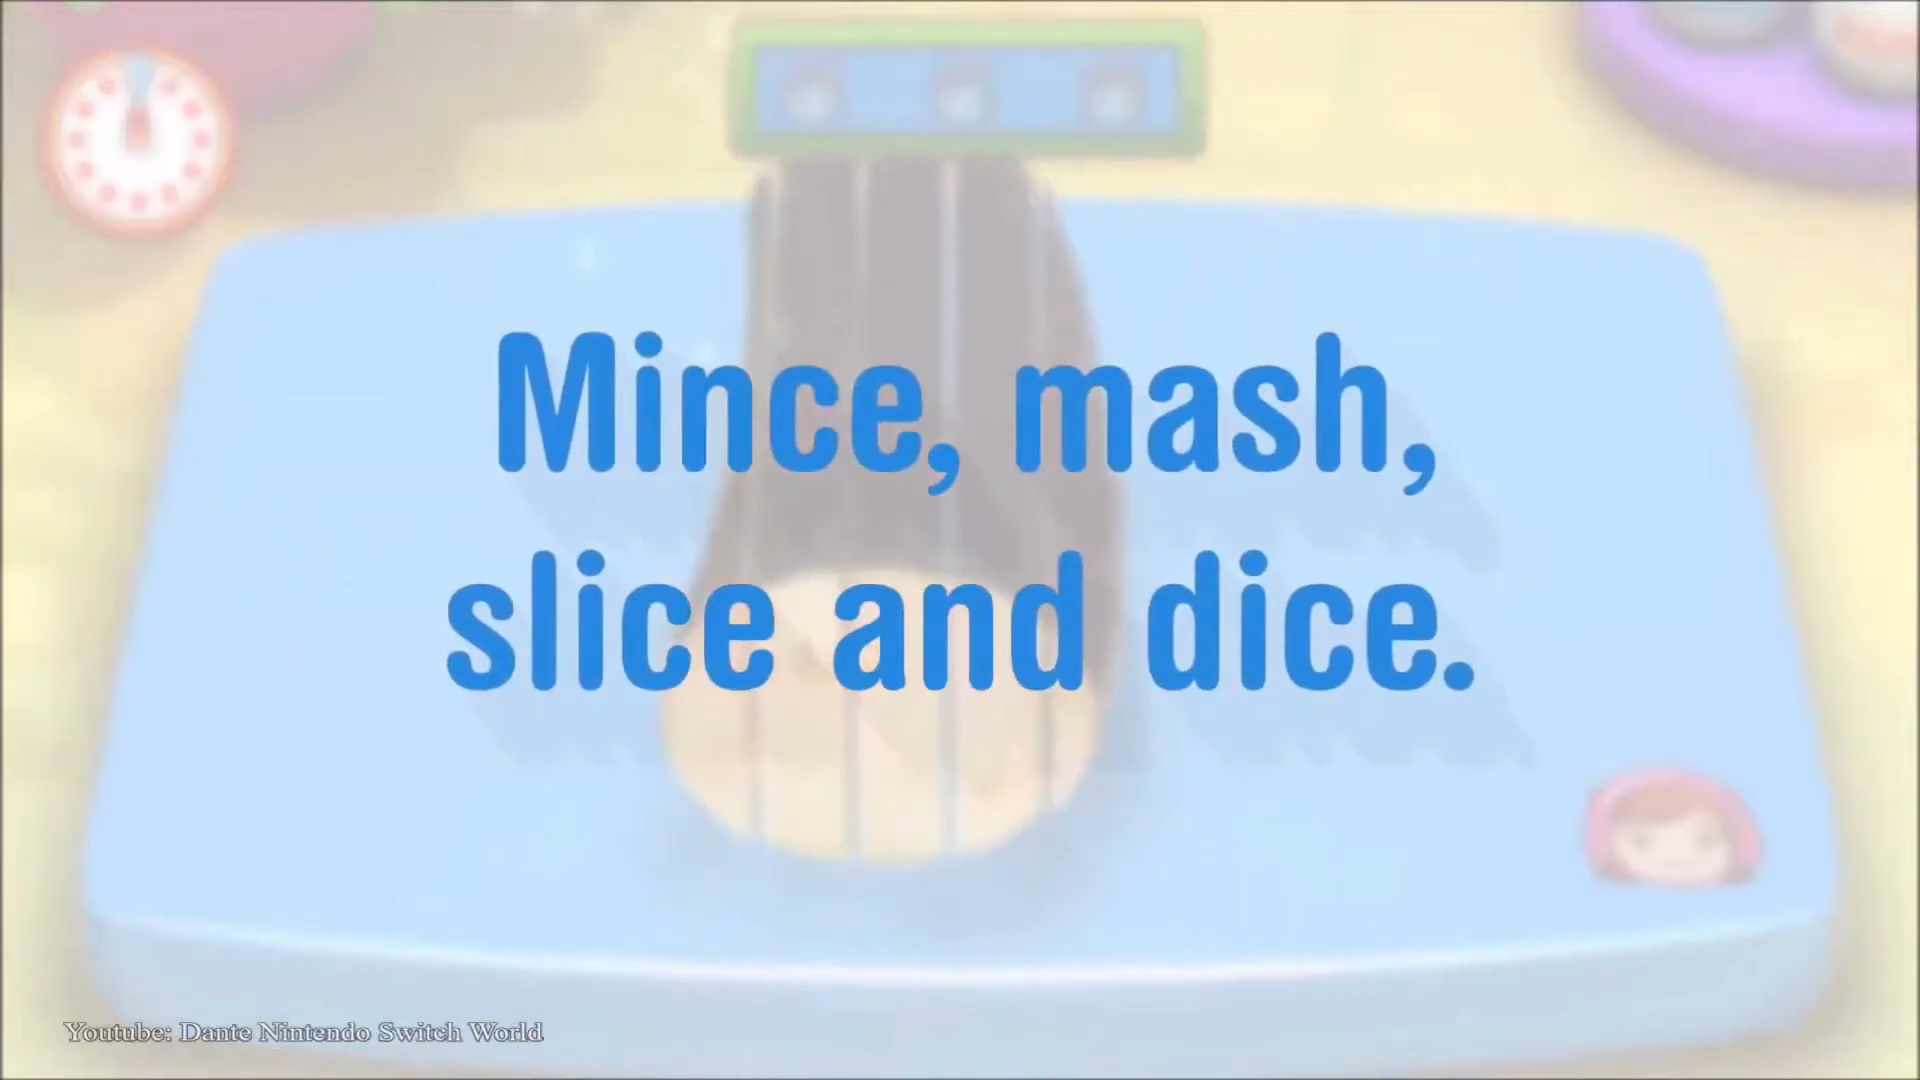 Mince, mash,
slice and dice.
Youtube: Dante Nintendo Switch World